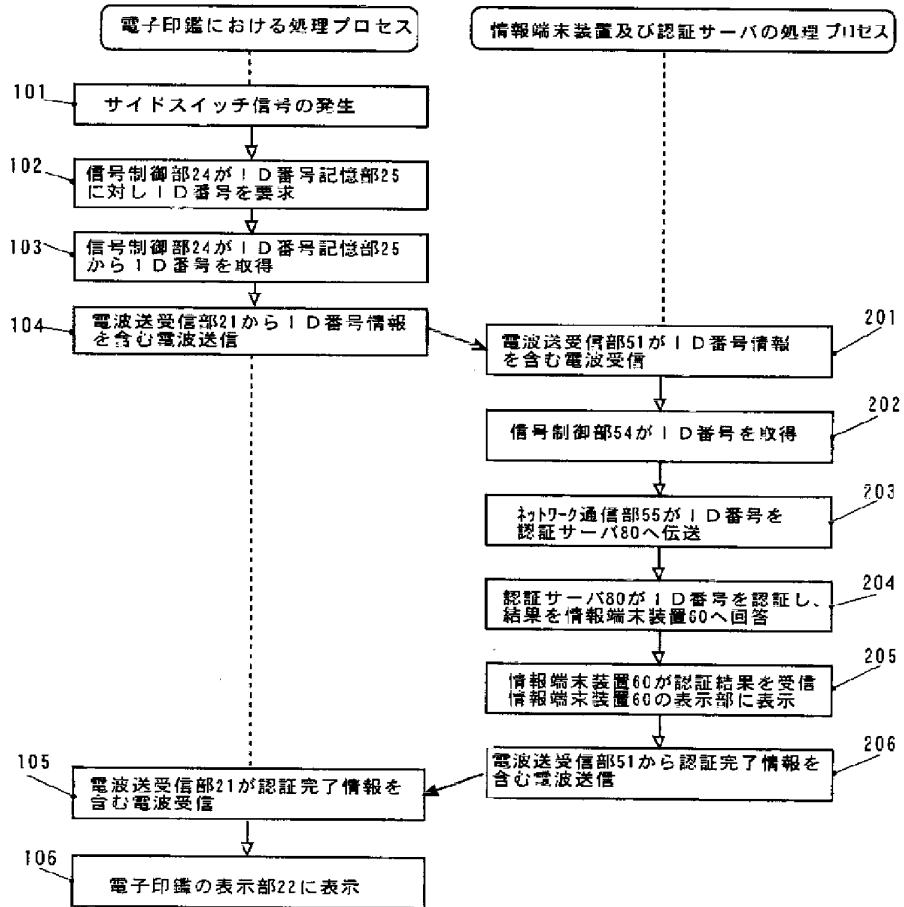 電子印鑑における処理プロセス
情報端末装置及び認証サーバの処理プロセス
101
サイドスイッチ信号の発生
102
信号制御部24がID番号記憶部25
に対しID番号を要求
103
信号制御部24がID番号記憶部25
からID番号を取得
104
電波送受信部21からID番号情報
を含む電波送信
201
電波送受信部51がID番号情報
を含む電波受信
202
信号制御部54がID番号を取得
203
ネットワーク通信部55がID番号を
認証サーバ80へ伝送
204
認証サーバ80がID番号を認証し、
結果を情報端末装置60へ回答
205
情報端末装置60が認証結果を受信
情報端末装置60の表示部に表示
206
電波送受信部51から認証完了情報を
含む電波送信
105
電波送受信部21が認証完了情報を
含む電波受信
106
電子印鑑の表示部22に表示